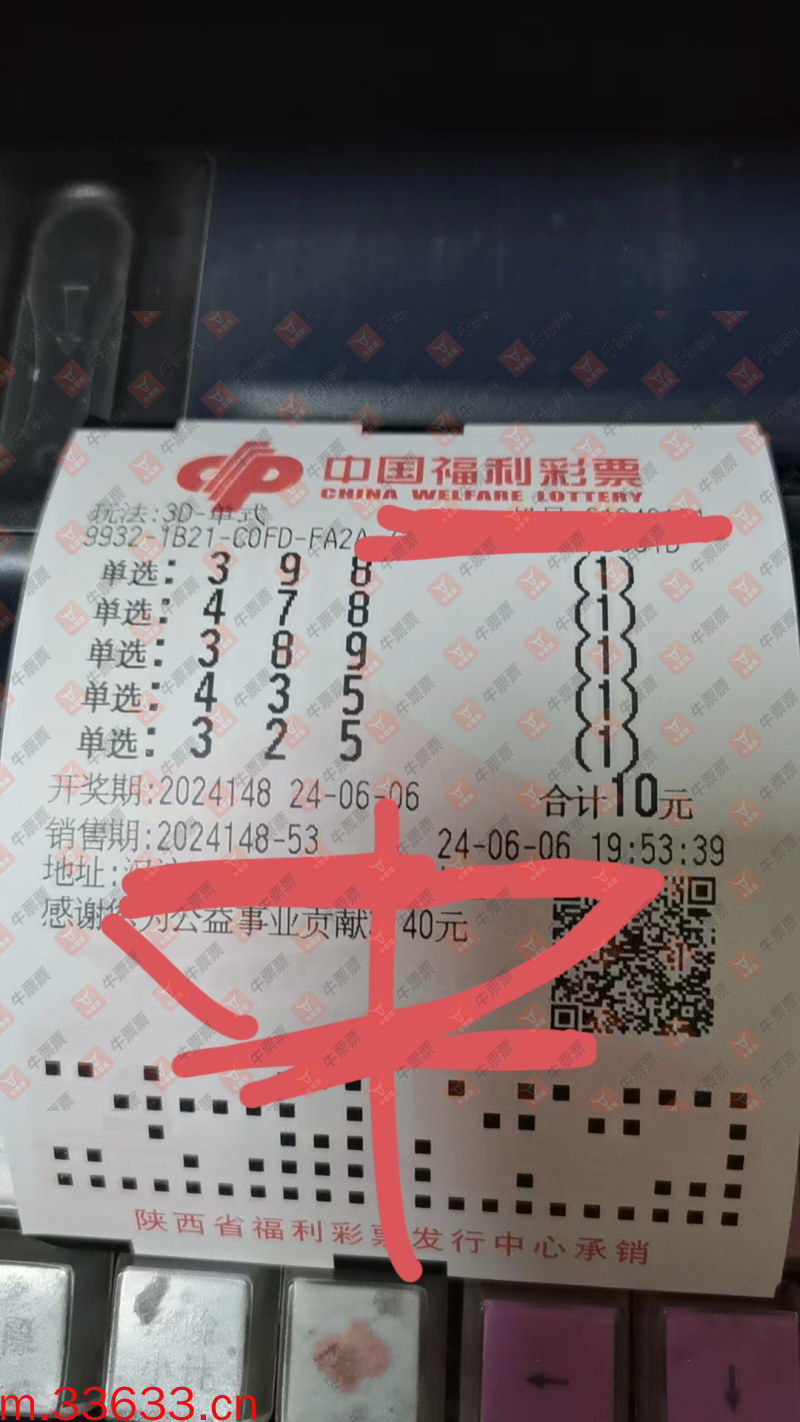 中国福利彩票
CHINA WELFARE LOTTERY
玩法:3D-单式
9932-1B21-C0FD-FA2A
单选: 3 9 8 (1)
单选: 4 7 8 (1)
单选: 3 8 9 (1)
单选: 4 3 5 (1)
单选: 3 2 5 (1)
开奖期:2024148 24-06-06 合计10元
销售期:2024148-53 24-06-06 19:53:39
地址:
感谢您为公益事业贡献 40元
陕西省福利彩票发行中心承销
牛票票
m.33633.cn